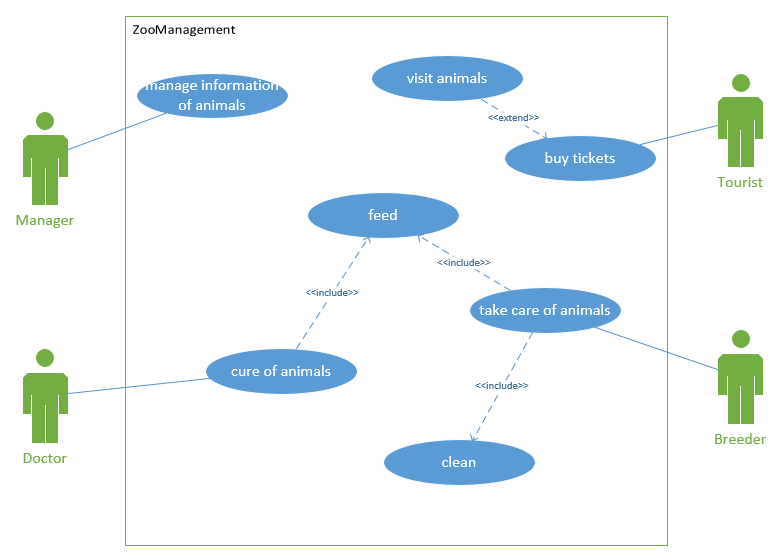 ZooManagement
manage information
of animals
visit animals
<<extend>>
buy tickets
Manager
Tourist
feed
<<include>>
<<include>>
take care of animals
cure of animals
<<include>>
Doctor
Breeder
clean